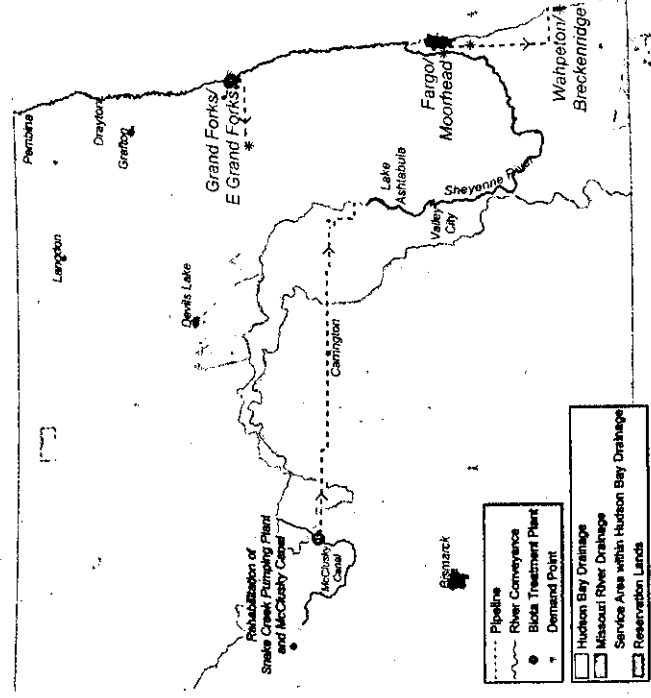 Pembina
Drayton
Grafton
Langdon
Grand Forks/
E Grand Forks
Devils Lake
Fargo/
Moorhead
Wahpeton/
Breckenridge
Lake
Ashtabula
Sheyenne River
Valley
City
Carrington
Rehabilitation of
Snake Creek Pumping Plant
and McClusky Canal
McClusky
Canal
Bismarck
Pipeline
River Conveyance
Biota Treatment Plant
Demand Point
Hudson Bay Drainage
Missouri River Drainage
Service Area within Hudson Bay Drainage
Reservation Lands